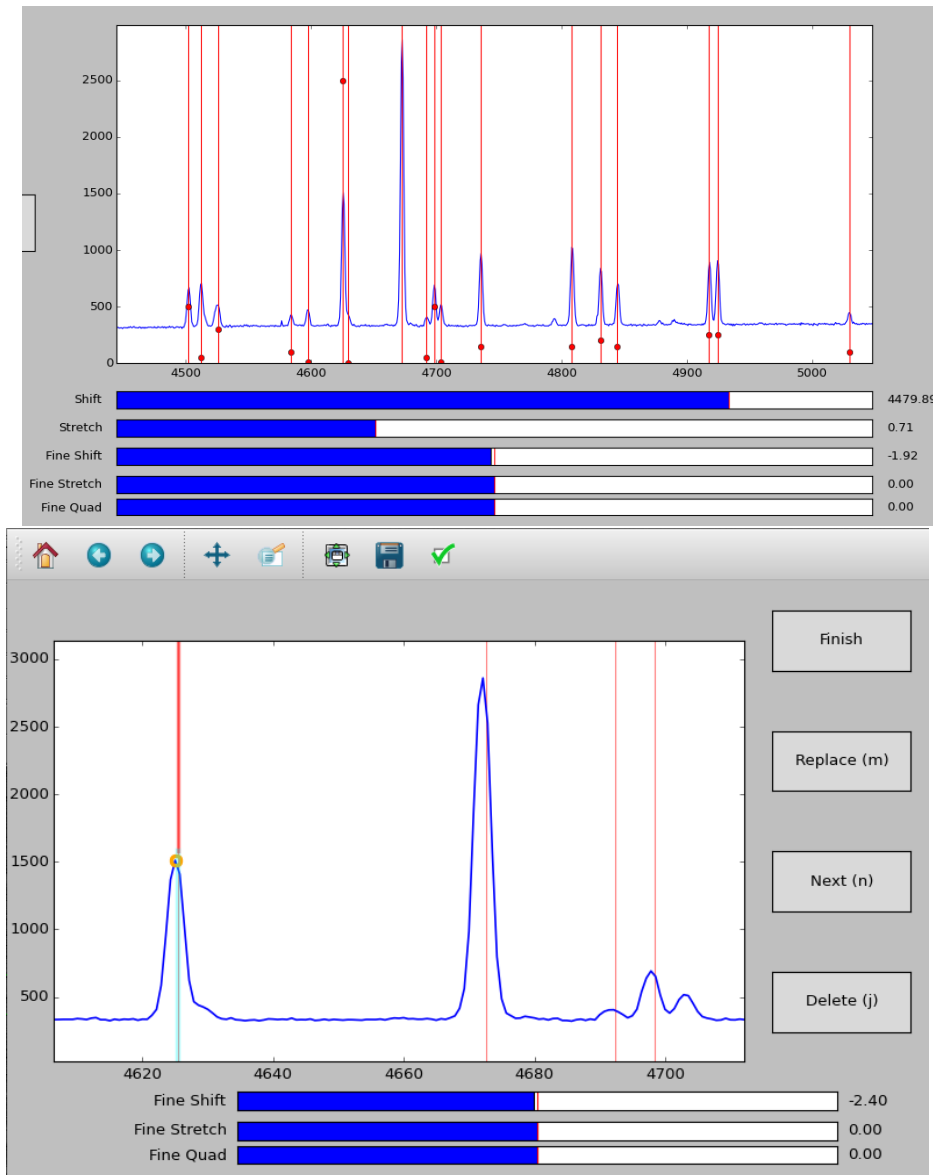 2500
2000
1500
1000
500
0
4500 4600 4700 4800 4900 5000
Shift 4479.89
Stretch 0.71
Fine Shift -1.92
Fine Stretch 0.00
Fine Quad 0.00
3000
2500
2000
1500
1000
500
4620 4640 4660 4680 4700
Finish
Replace (m)
Next (n)
Delete (j)
Fine Shift -2.40
Fine Stretch 0.00
Fine Quad 0.00